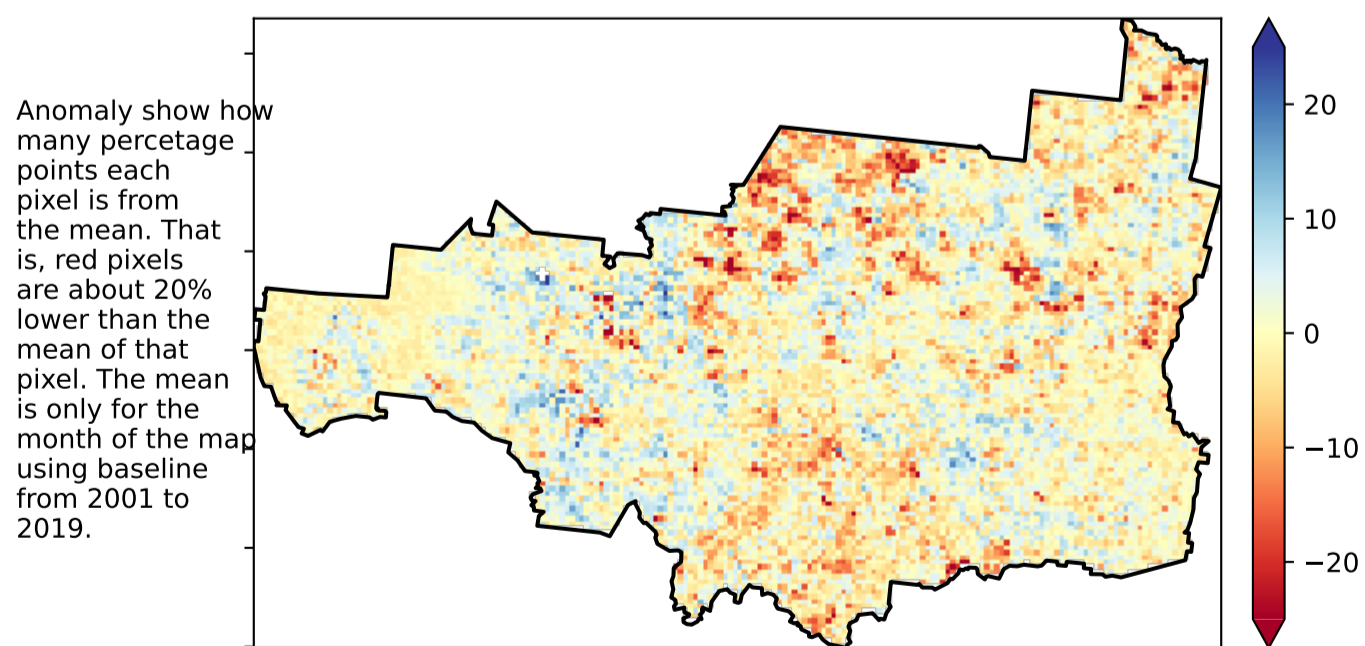 Anomaly show how
many percetage
points each
pixel is from
the mean. That
is, red pixels
are about 20%
lower than the
mean of that
pixel. The mean
is only for the
month of the map
using baseline
from 2001 to
2019.
20
10
0
−10
−20